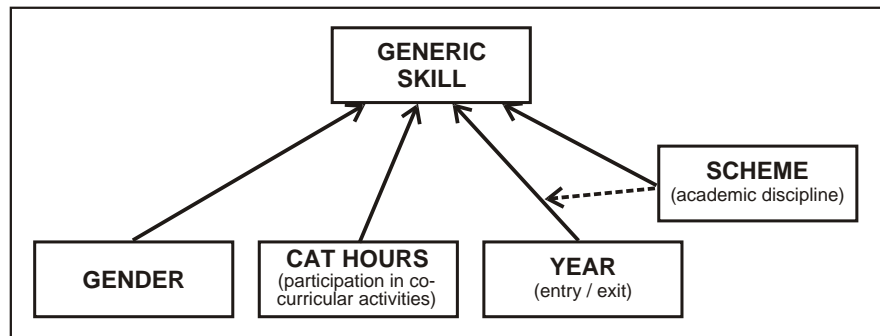 GENERIC
SKILL
SCHEME
(academic discipline)
GENDER
CAT HOURS
(participation in co-
curricular activities)
YEAR
(entry / exit)